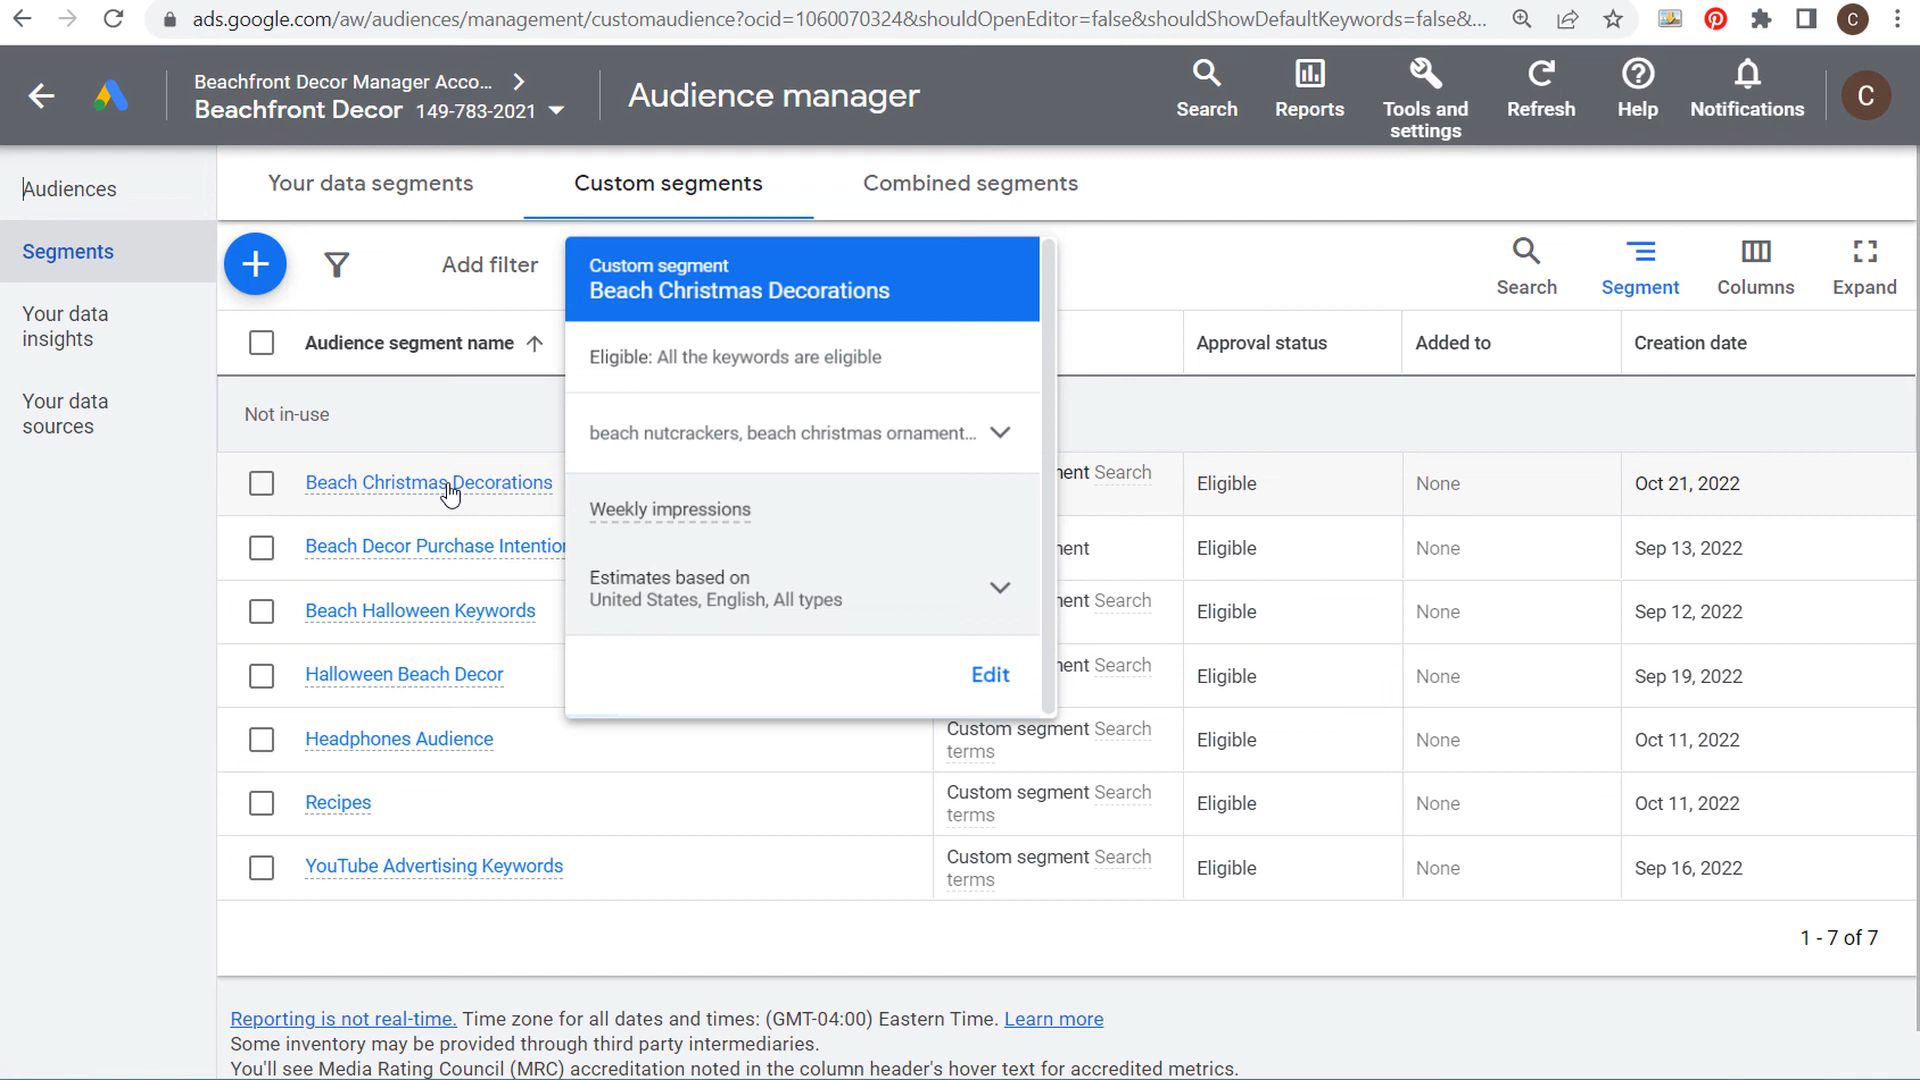 ads.google.com/aw/audiences/management/customaudience?ocid=1060070324&shouldOpenEditor=false&shouldShowDefaultKeywords=false&...
C
Beachfront Decor Manager Acco...
Beachfront Decor 149-783-2021
Audience manager
Search
Reports
Tools and
settings
Refresh
Help
Notifications
C
Audiences
Segments
Your data
insights
Your data
sources
Your data segments
Custom segments
Combined segments
Add filter
Search
Segment
Columns
Expand
Custom segment
Beach Christmas Decorations
Eligible: All the keywords are eligible
beach nutcrackers, beach christmas ornament...
Weekly impressions
Estimates based on
United States, English, All types
Edit
Audience segment name
Approval status
Added to
Creation date
Not in-use
Beach Christmas Decorations
Search
Eligible
None
Oct 21, 2022
Beach Decor Purchase Intention
Eligible
None
Sep 13, 2022
Beach Halloween Keywords
Search
Eligible
None
Sep 12, 2022
Halloween Beach Decor
Search
Eligible
None
Sep 19, 2022
Headphones Audience
Custom segment Search
terms
Eligible
None
Oct 11, 2022
Recipes
Custom segment Search
terms
Eligible
None
Oct 11, 2022
YouTube Advertising Keywords
Custom segment Search
terms
Eligible
None
Sep 16, 2022
1 - 7 of 7
Reporting is not real-time. Time zone for all dates and times: (GMT-04:00) Eastern Time. Learn more
Some inventory may be provided through third party intermediaries.
You'll see Media Rating Council (MRC) accreditation noted in the column header's hover text for accredited metrics.